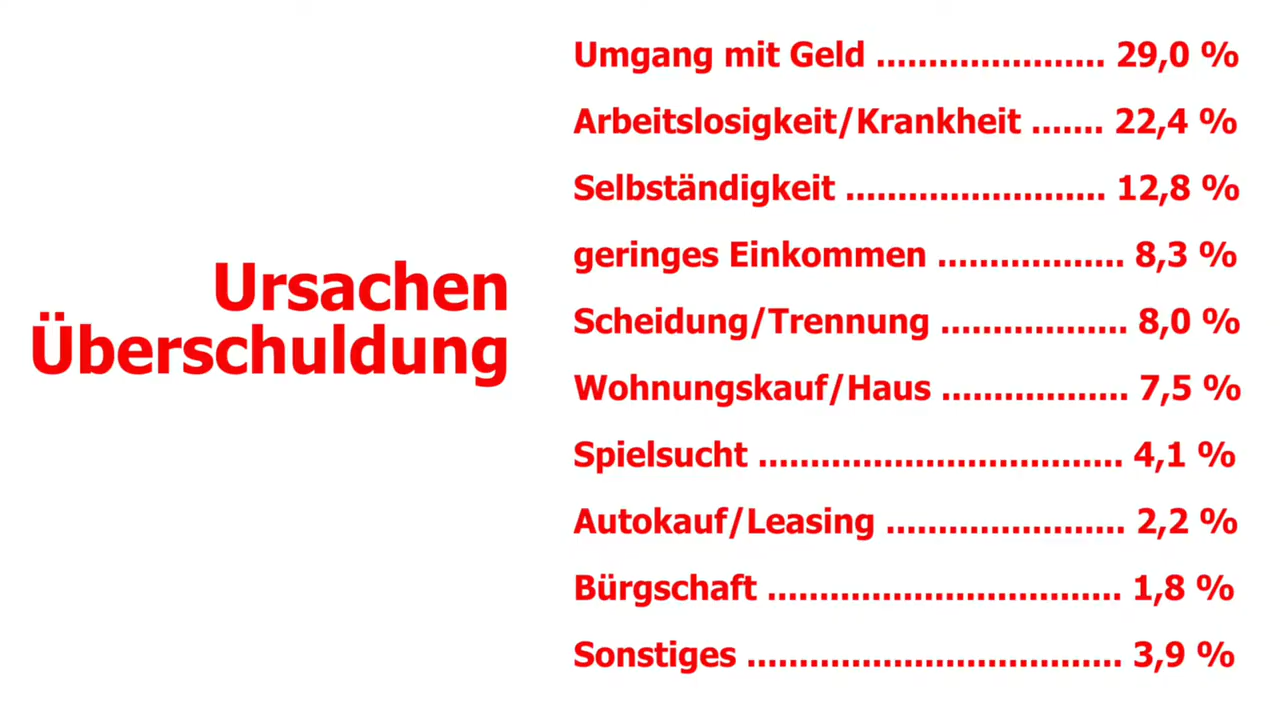 Ursachen
Überschuldung
Umgang mit Geld ...................... 29,0 %
Arbeitslosigkeit/Krankheit ....... 22,4 %
Selbständigkeit ......................... 12,8 %
geringes Einkommen .................. 8,3 %
Scheidung/Trennung .................. 8,0 %
Wohnungskauf/Haus .................. 7,5 %
Spielsucht ................................... 4,1 %
Autokauf/Leasing ....................... 2,2 %
Bürgschaft .................................. 1,8 %
Sonstiges .................................... 3,9 %